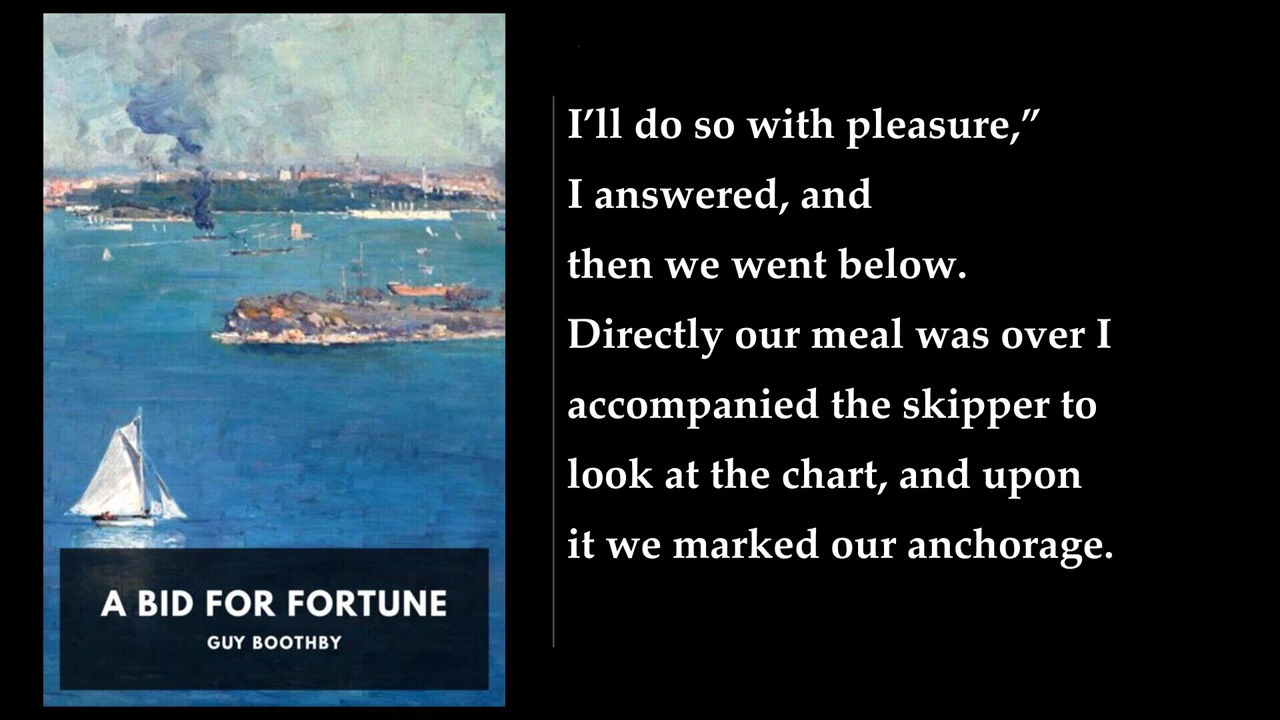 A BID FOR FORTUNE
GUY BOOTHBY
I’ll do so with pleasure,”
I answered, and
then we went below.
Directly our meal was over I
accompanied the skipper to
look at the chart, and upon
it we marked our anchorage.